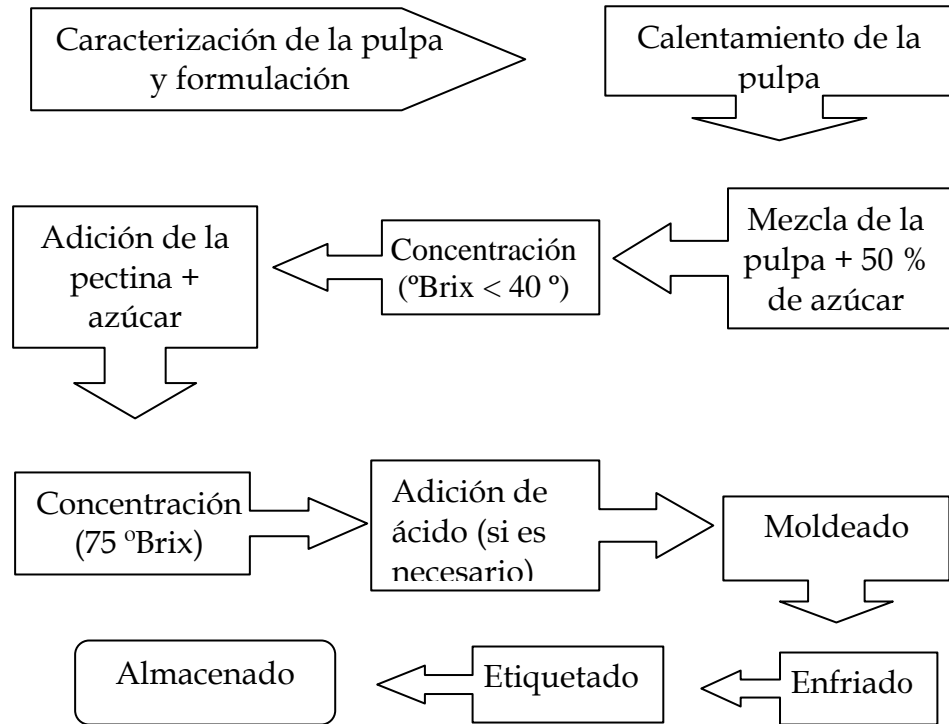 Caracterización de la pulpa
y formulación
Calentamiento de la
pulpa
Mezcla de la
pulpa + 50 %
de azúcar
Concentración
(ºBrix < 40 º)
Adición de la
pectina +
azúcar
Concentración
(75 ºBrix)
Adición de
ácido (si es
necesario)
Moldeado
Enfriado
Etiquetado
Almacenado